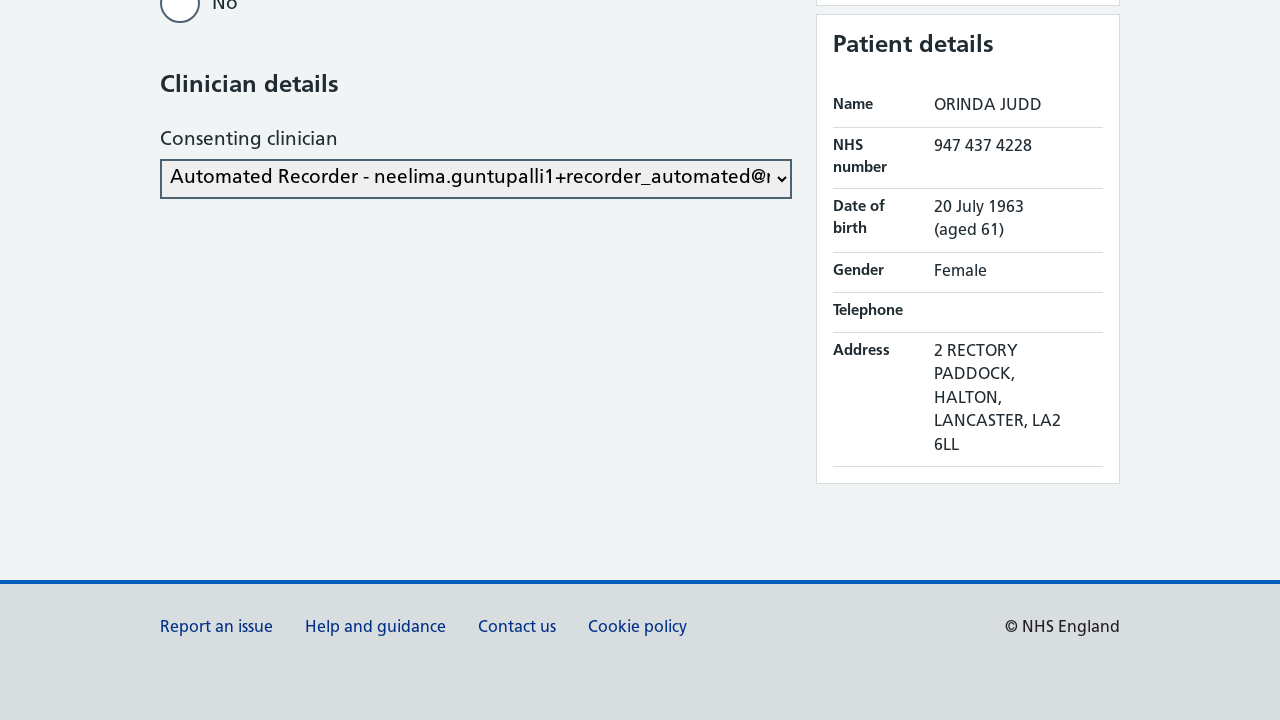 No
Clinician details
Consenting clinician
Automated Recorder - neelima.guntupalli1+recorder_automated@
Patient details
Name ORINDA JUDD
NHS number 947 437 4228
Date of birth 20 July 1963 (aged 61)
Gender Female
Telephone
Address 2 RECTORY
PADDOCK,
HALTON,
LANCASTER, LA2
6LL
Report an issue Help and guidance Contact us Cookie policy © NHS England